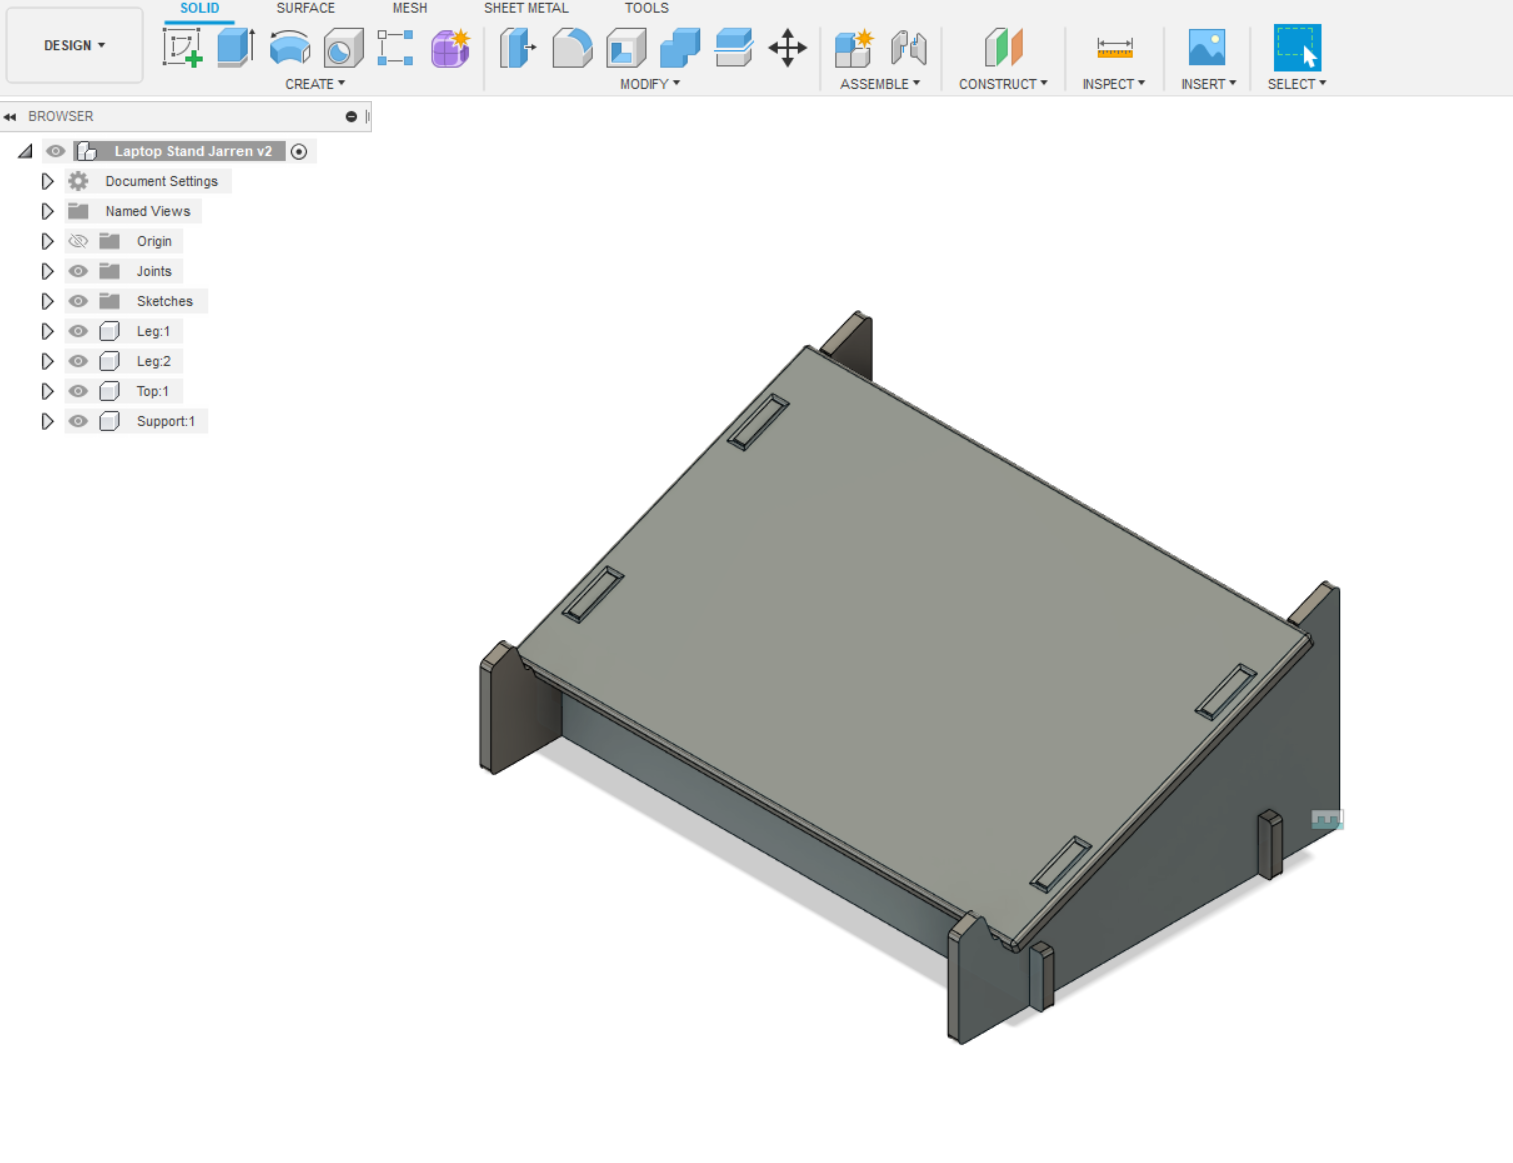 SOLID SURFACE MESH SHEET METAL TOOLS
DESIGN
CREATE MODIFY ASSEMBLE CONSTRUCT INSPECT INSERT SELECT
BROWSER
Laptop Stand Jarren v2
Document Settings
Named Views
Origin
Joints
Sketches
Leg:1
Leg:2
Top:1
Support:1